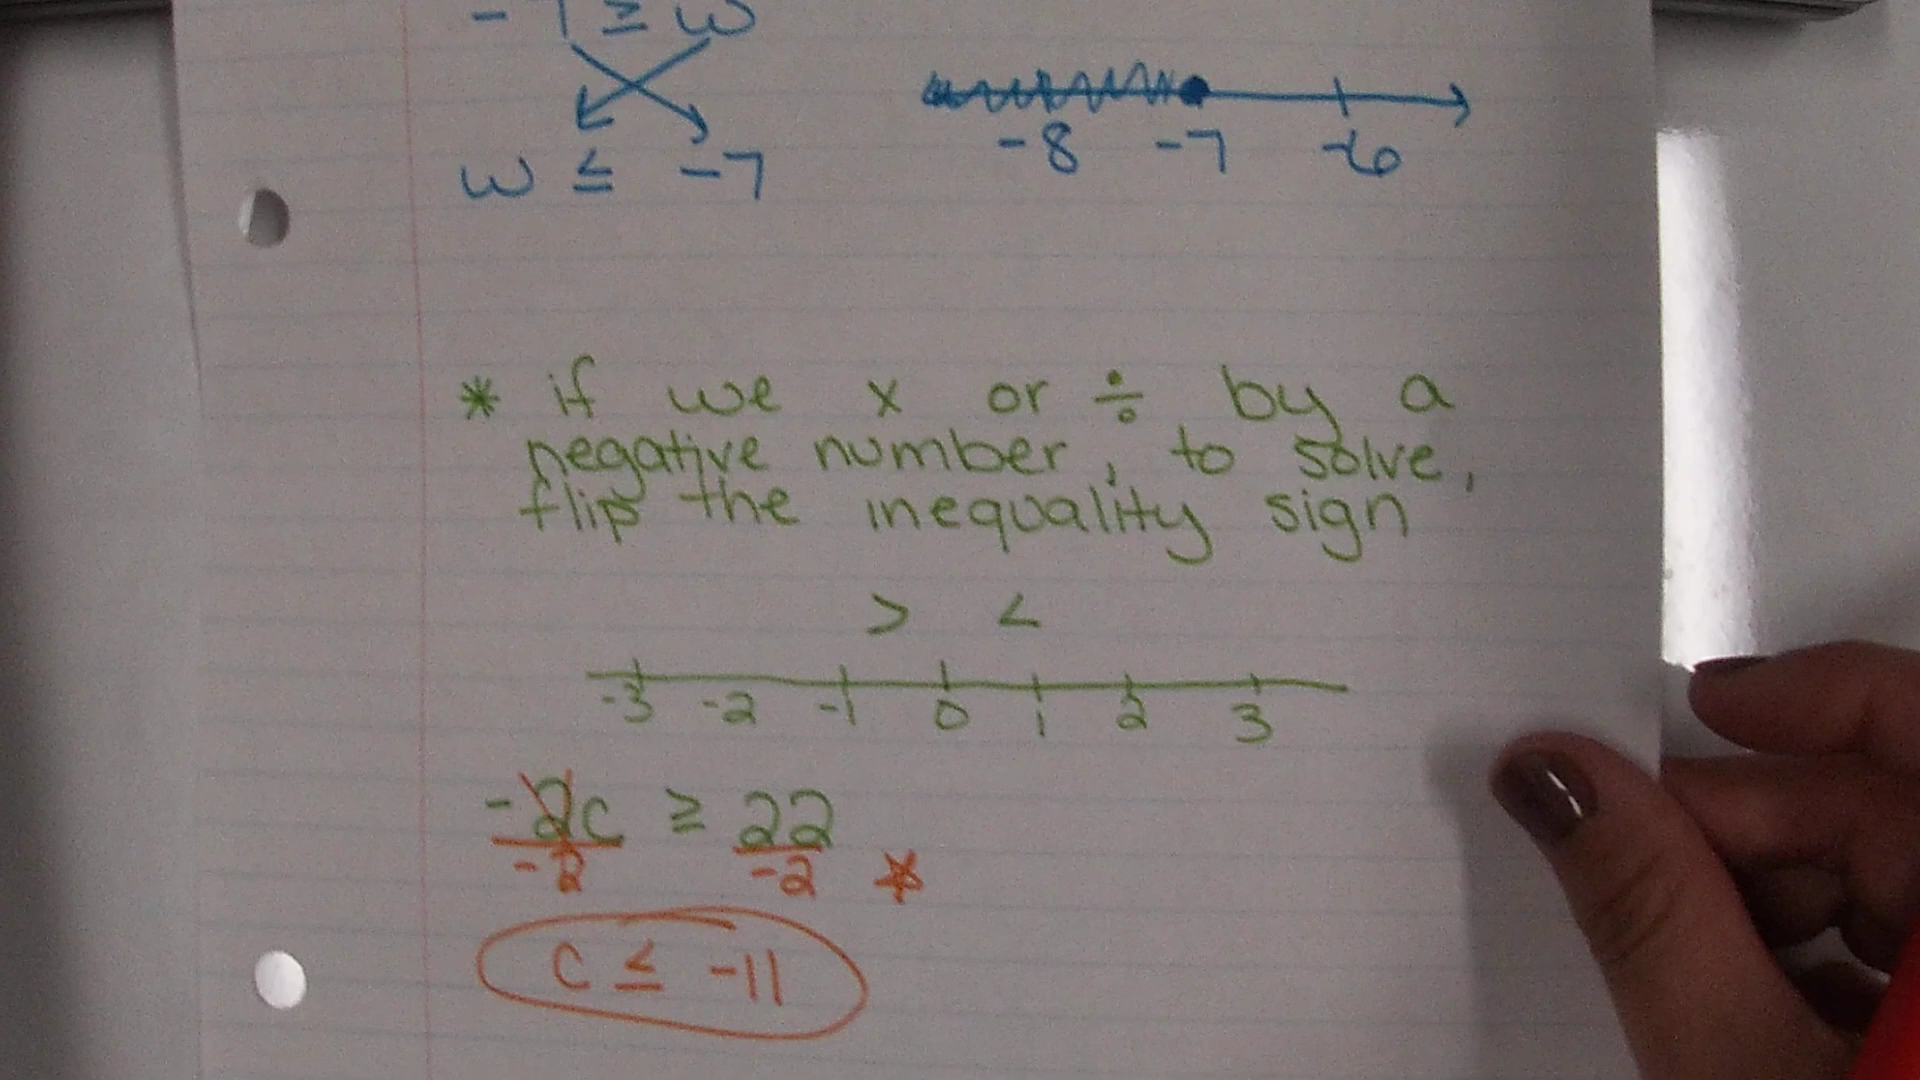 -7 ≥ w
w ≤ -7
-8 -7 -6
* if we x or ÷ by a
negative number, to solve,
flip the inequality sign
> <
-3 -2 -1 0 1 2 3
-2c ≥ 22
-2 -2 *
c ≤ -11